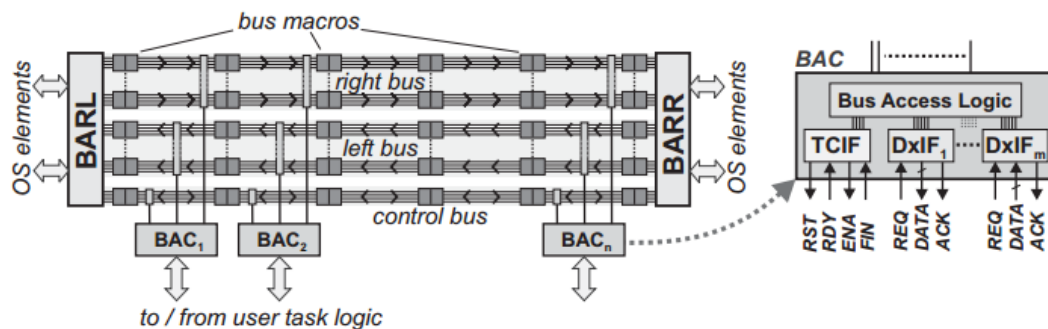 bus macros
right bus
left bus
control bus
OS elements
BARL
BARR
OS elements
BAC1
BAC2
BACn
to / from user task logic
BAC
Bus Access Logic
TCIF
DxIF1
DxIFm
RST
RDY
ENA
FIN
REQ
DATA
ACK
REQ
DATA
ACK